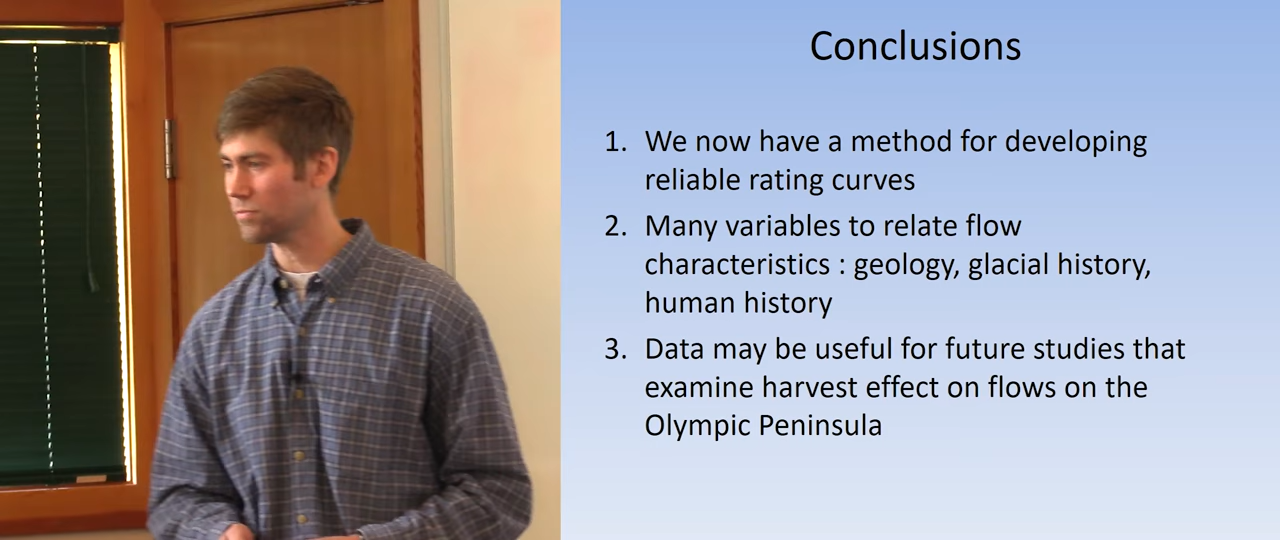 Conclusions
1. We now have a method for developing
reliable rating curves
2. Many variables to relate flow
characteristics : geology, glacial history,
human history
3. Data may be useful for future studies that
examine harvest effect on flows on the
Olympic Peninsula